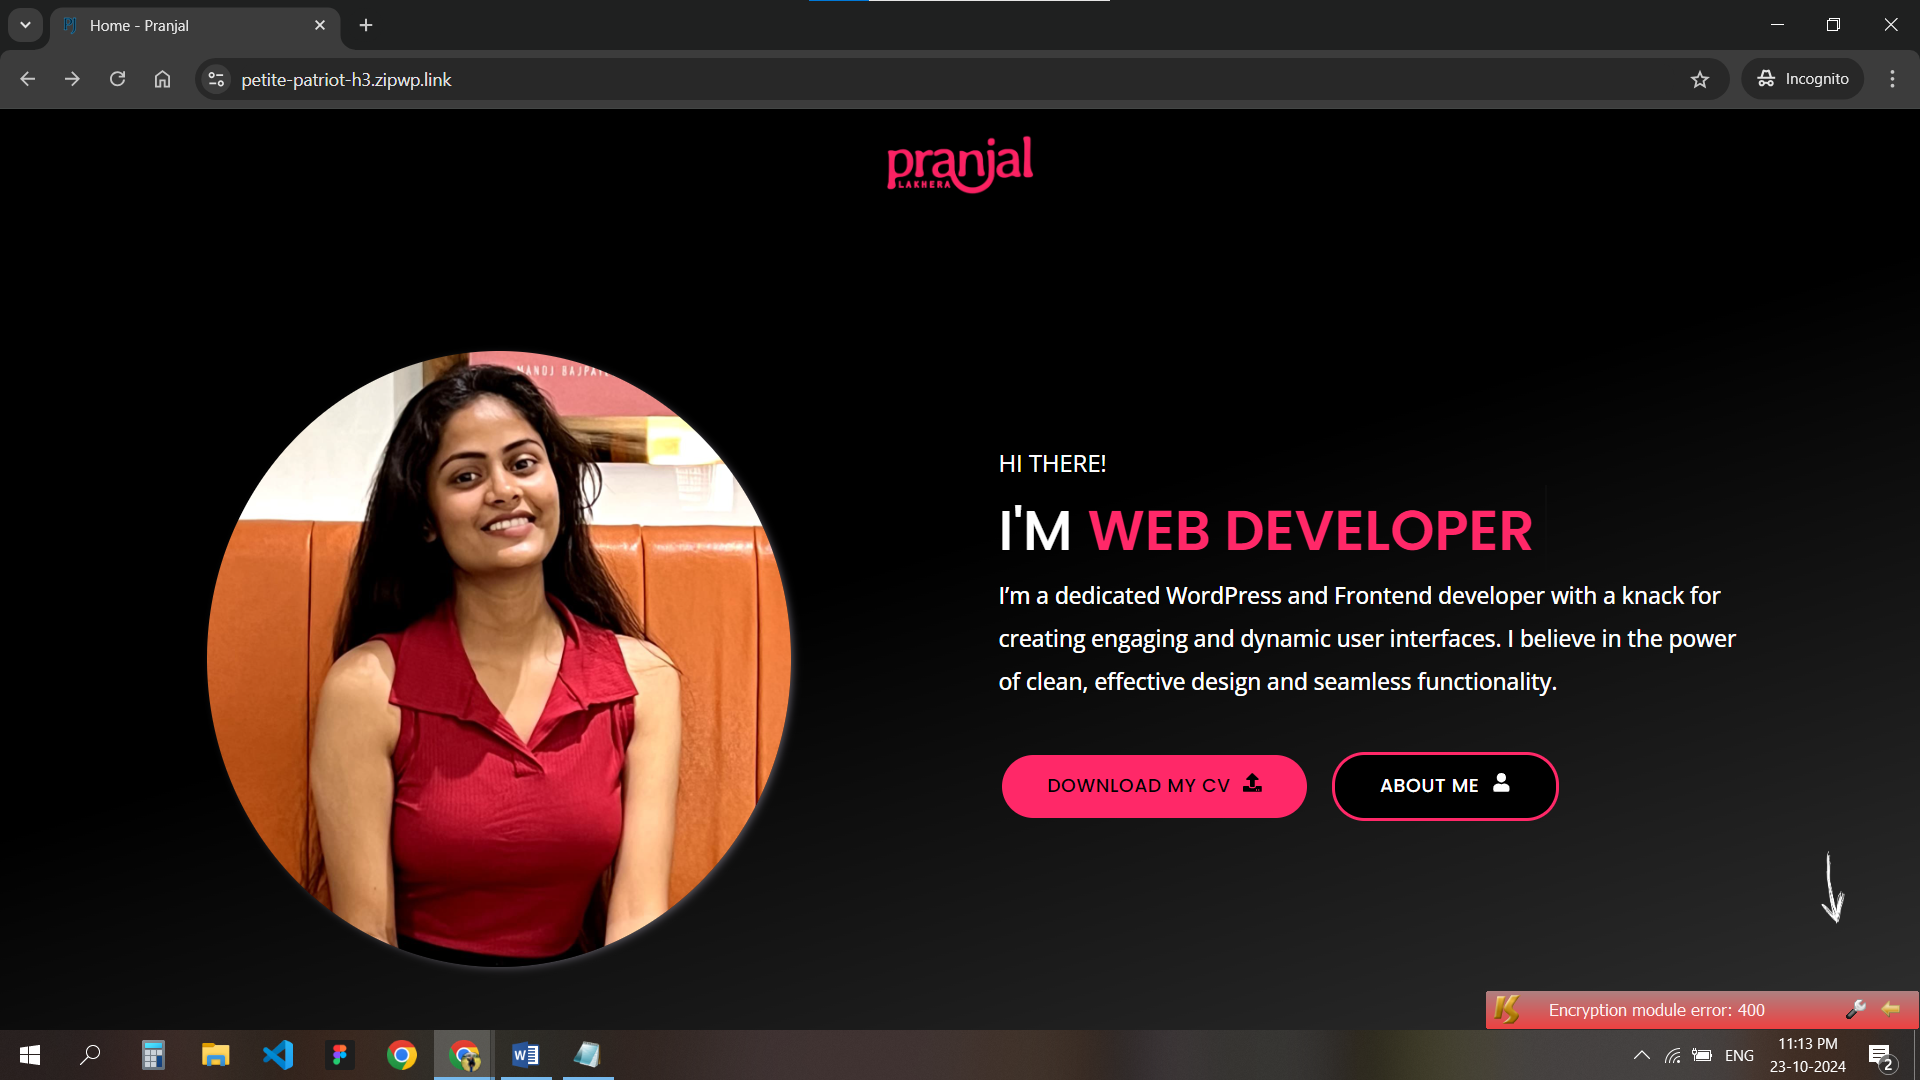 Home - Pranjal
petite-patriot-h3.zipwp.link
Incognito
pranjal
LAKHERA
MANOJ BAJPA
HI THERE!
I'M WEB DEVELOPER
I’m a dedicated WordPress and Frontend developer with a knack for
creating engaging and dynamic user interfaces. I believe in the power
of clean, effective design and seamless functionality.
DOWNLOAD MY CV
ABOUT ME
Encryption module error: 400
ENG
11:13 PM
23-10-2024
2